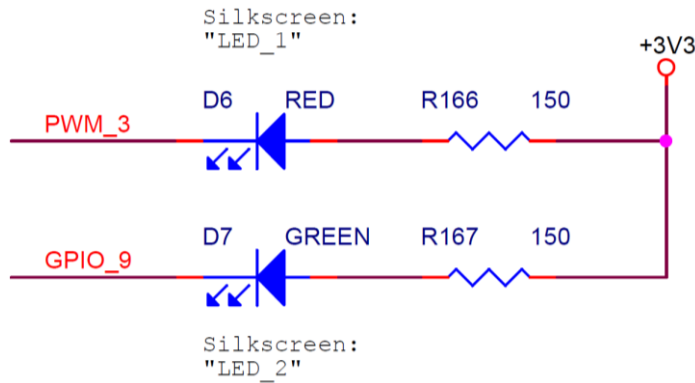 Silkscreen:
"LED_1"
+3V3
D6 RED R166 150
PWM_3
D7 GREEN R167 150
GPIO_9
Silkscreen:
"LED_2"